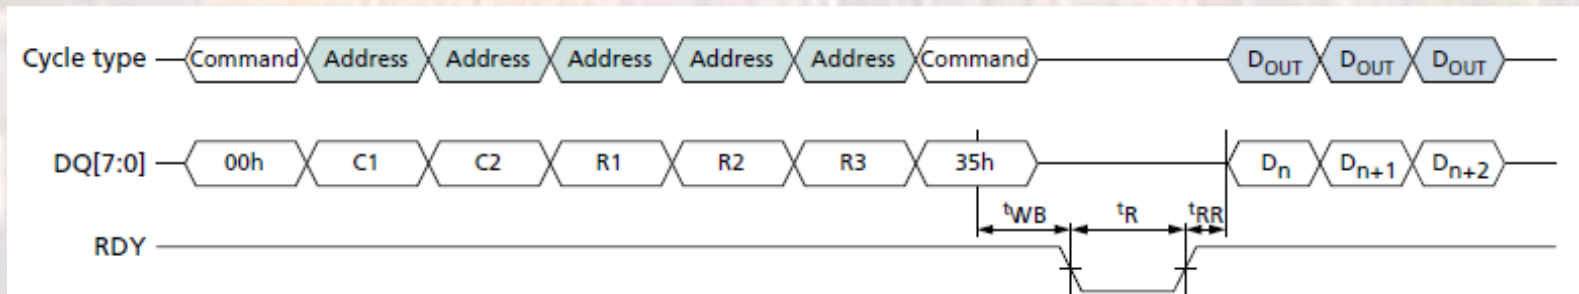 Cycle type Command Address Address Address Address Address Command DOUT DOUT DOUT
DQ[7:0] 00h C1 C2 R1 R2 R3 35h Dn Dn+1 Dn+2
tWB tR tRR
RDY